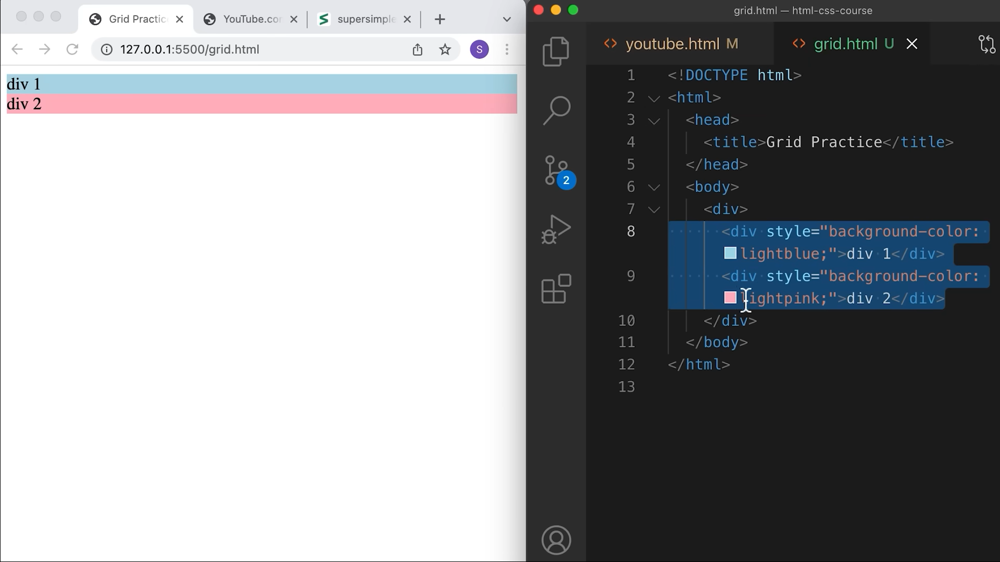 Grid Practic
YouTube.co
supersimple
127.0.0.1:5500/grid.html
S
div 1
div 2
grid.html — html-css-course
youtube.html M
grid.html U
2
1 <!DOCTYPE html>
2 <html>
3 <head>
4 <title>Grid Practice</title>
5 </head>
6 <body>
7 <div>
8 <div style="background-color:
lightblue;">div 1</div>
9 <div style="background-color:
lightpink;">div 2</div>
10 </div>
11 </body>
12 </html>
13